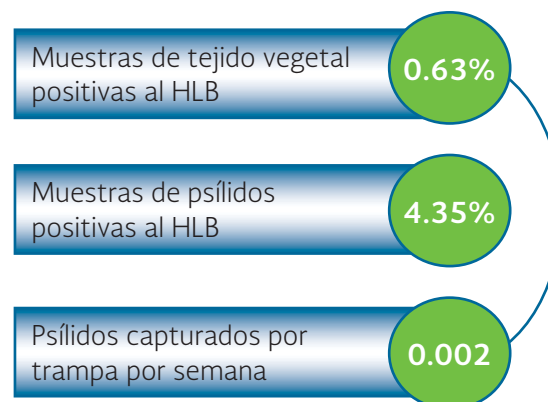 Muestras de tejido vegetal
positivas al HLB
0.63%
Muestras de psílidos
positivas al HLB
4.35%
Psílidos capturados por
trampa por semana
0.002